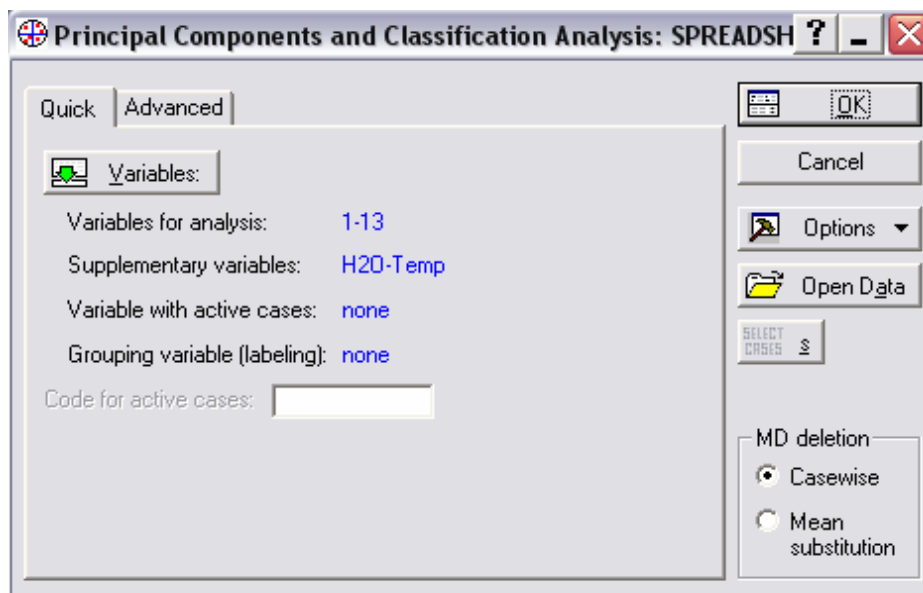 Principal Components and Classification Analysis: SPREADSH ?
Quick Advanced
OK
Variables:
Cancel
Variables for analysis: 1-13
Options
Supplementary variables: H2O-Temp
Open Data
Variable with active cases: none
SELECT
CASES S
Grouping variable (labeling): none
Code for active cases:
MD deletion
Casewise
Mean
substitution